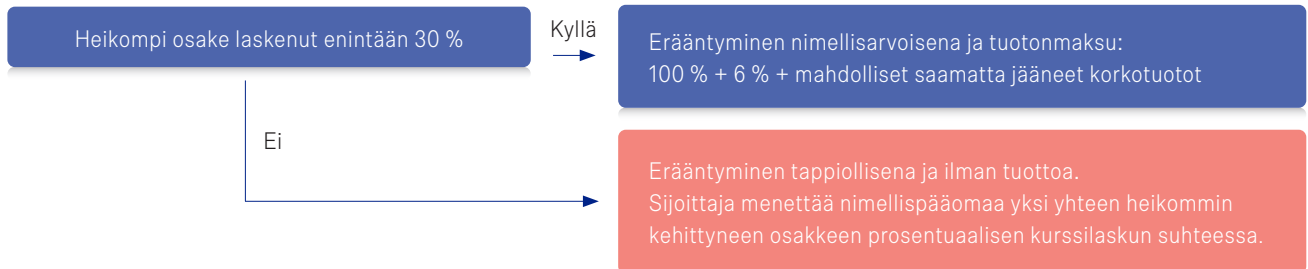 Heikompi osake laskenut enintään 30 %
Kyllä
Erääntyminen nimellisarvoisena ja tuotonmaksu:
100 % + 6 % + mahdolliset saamatta jääneet korkotuotot
Ei
Erääntyminen tappiollisena ja ilman tuottoa.
Sijoittaja menettää nimellispääomaa yksi yhteen heikommin
kehittyneen osakkeen prosentuaalisen kurssilaskun suhteessa.